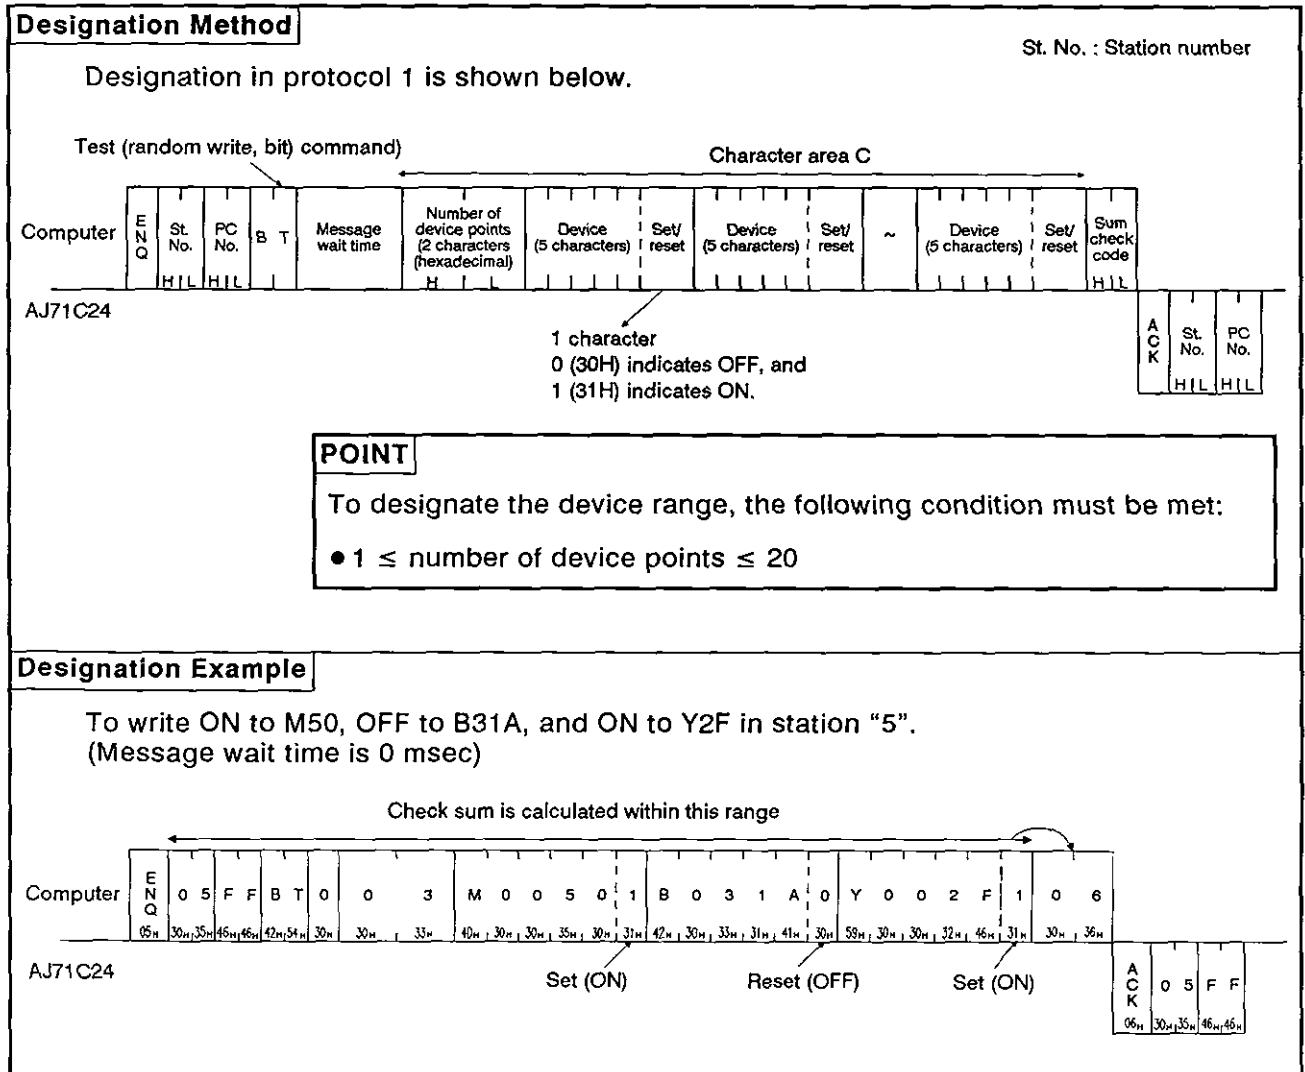 Designation Method
St. No. : Station number
Designation in protocol 1 is shown below.
Test (random write, bit) command)
Character area C
Computer
ENQ
St. No.
H L
PC No.
H L
B T
Message wait time
Number of device points (2 characters (hexadecimal)
H L
Device (5 characters)
Set/ reset
Device (5 characters)
Set/ reset
~
Device (5 characters)
Set/ reset
Sum check code
H L
AJ71C24
1 character
0 (30H) indicates OFF, and
1 (31H) indicates ON.
ACK
St. No.
H L
PC No.
H L
POINT
To designate the device range, the following condition must be met:
● 1 ≤ number of device points ≤ 20
Designation Example
To write ON to M50, OFF to B31A, and ON to Y2F in station “5”.
(Message wait time is 0 msec)
Check sum is calculated within this range
Computer
ENQ 0 5 F F B T 0 0 3 M 0 0 5 0 1 B 0 3 1 A 0 Y 0 0 2 F 1 0 6
05H 30H 35H 46H 46H 42H 54H 30H 30H 33H 4DH 30H 30H 35H 30H 31H 42H 30H 33H 31H 41H 30H 59H 30H 30H 32H 46H 31H 30H 36H
AJ71C24
Set (ON)
Reset (OFF)
Set (ON)
ACK 0 5 F F
06H 30H 35H 46H 46H